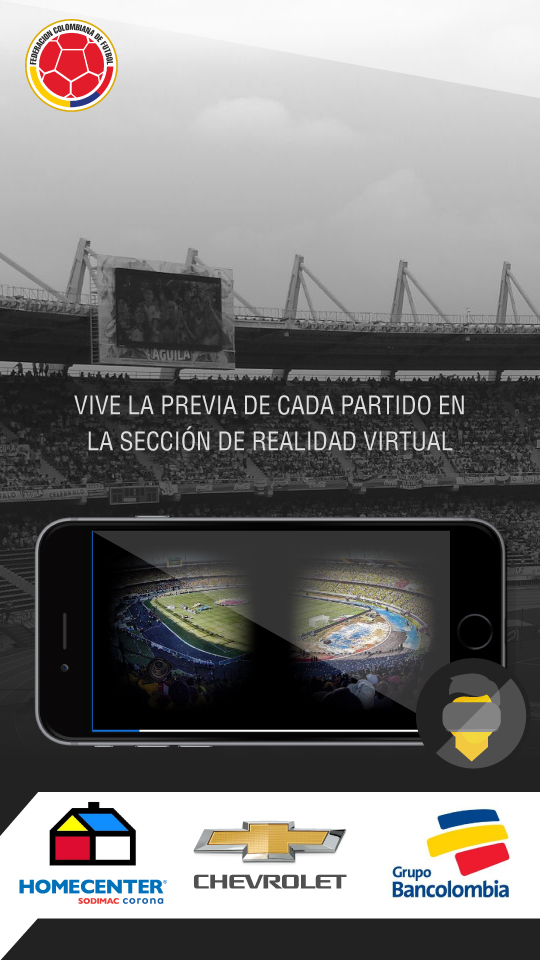 FEDERACION COLOMBIANA DE FUTBOL
AGUILA
VIVE LA PREVIA DE CADA PARTIDO EN
LA SECCIÓN DE REALIDAD VIRTUAL
HOMECENTER
SODIMAC corona
CHEVROLET
Grupo
Bancolombia